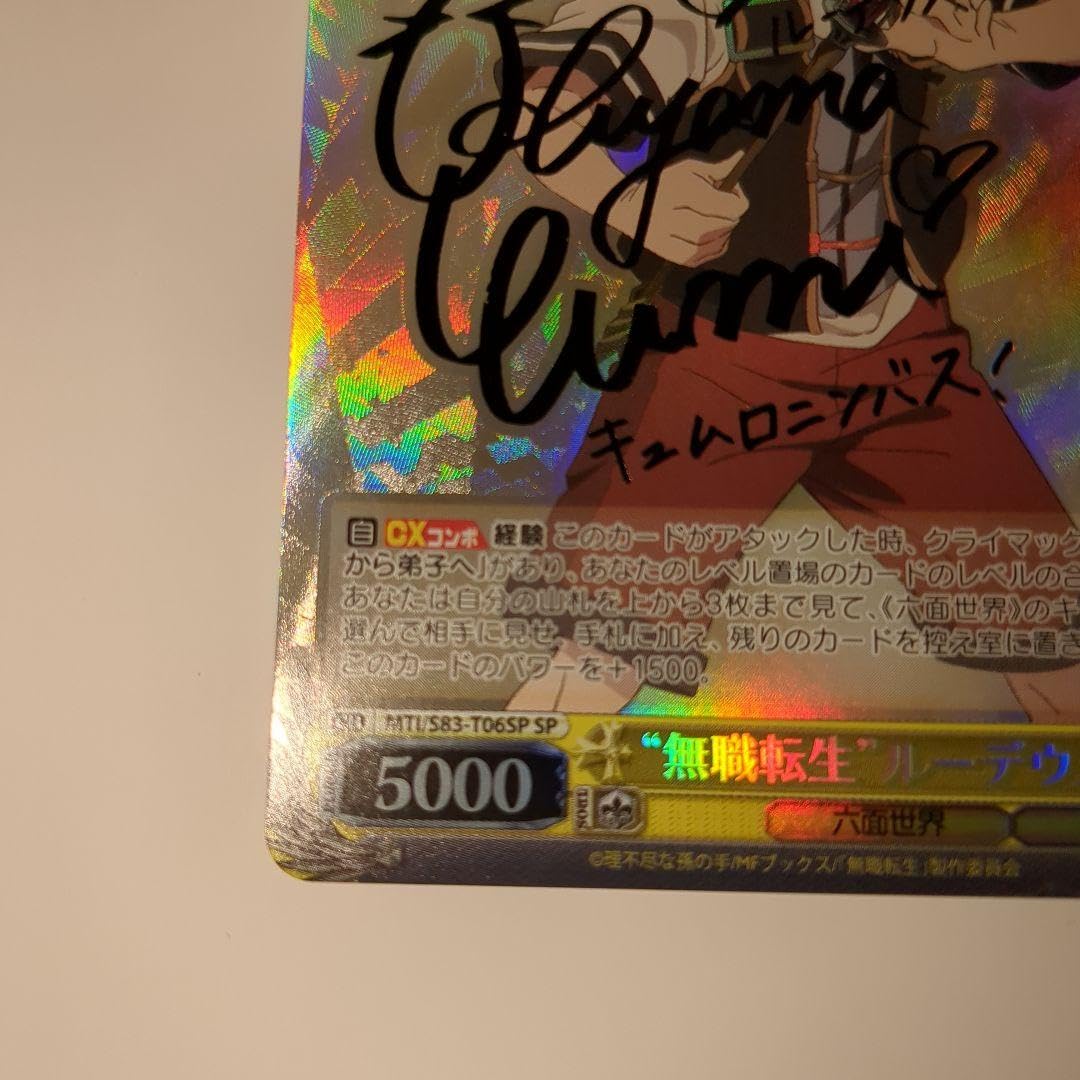 Uchiyama
Yumi
キュムロニンバス!
自 CXコンボ 経験 このカードがアタックした時、クライマック
から弟子へ」があり、あなたのレベル置場のカードのレベルの合
あなたは自分の山札を上から3枚まで見て、《六面世界》のキ
選んで相手に見せ、手札に加え、残りのカードを控え室に置き
このカードのパワーを+1500。
MTI/S83-T06SP SP
"無職転生"ルーデウ
5000
SOUL
六面世界
©理不尽な孫の手/MFブックス/「無職転生」製作委員会